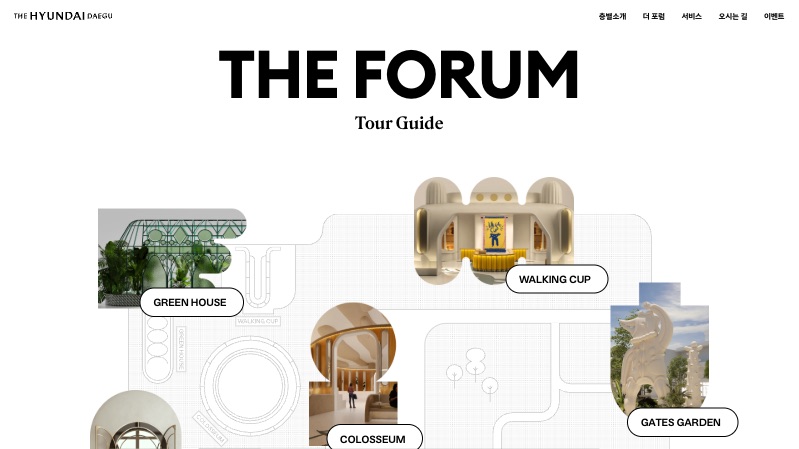 THE HYUNDAI DAEGU
층별소개 더 포럼 서비스 오시는 길 이벤트
THE FORUM
Tour Guide
WALKING CUP
GREEN HOUSE
WALKING CUP
GREEN HOUSE
COLOSSEUM
GATES GARDEN
COLOSSEUM